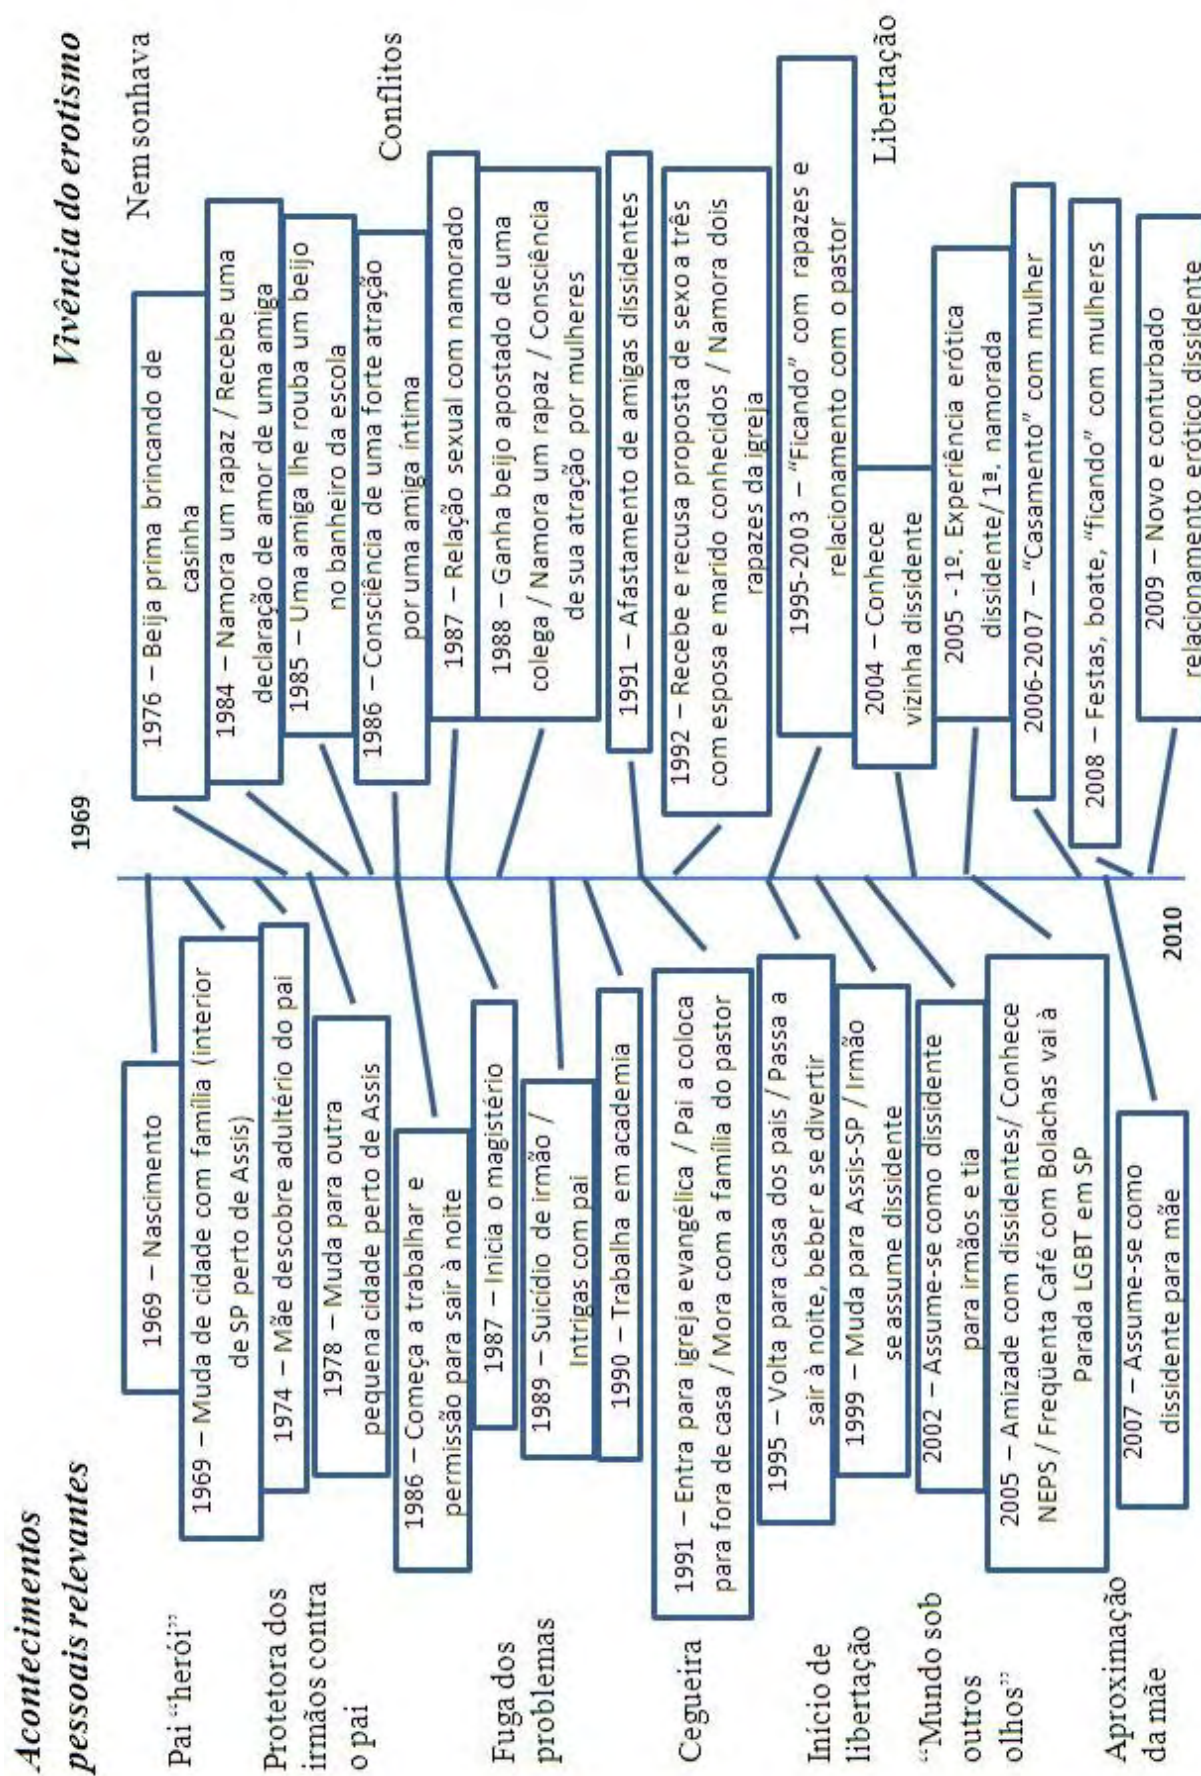 Acontecimentos
pessoais relevantes
Vivência do erotismo
1969
Pai “herói”
Protetora dos
irmãos contra
o pai
Fuga dos
problemas
Cegueira
Início de
libertação
“Mundo sob
outros
olhos”
Aproximação
da mãe
1969 – Nascimento
1969 – Muda de cidade com família (interior
de SP perto de Assis)
1974 – Mãe descobre adultério do pai
1978 – Muda para outra
pequena cidade perto de Assis
1986 – Começa a trabalhar e
permissão para sair à noite
1987 – Inicia o magistério
1989 – Suicídio de irmão /
Intrigas com pai
1990 – Trabalha em academia
1991 – Entra para igreja evangélica / Pai a coloca
para fora de casa / Mora com a família do pastor
1995 – Volta para casa dos pais / Passa a
sair à noite, beber e se divertir
1999 – Muda para Assis-SP / Irmão
se assume dissidente
2002 – Assume-se como dissidente
para irmãos e tia
2005 – Amizade com dissidentes/ Conhece
NEPS / Freqüenta Café com Bolachas vai à
Parada LGBT em SP
2007 – Assume-se como
dissidente para mãe
2010
Nem sonhava
Conflitos
Libertação
1976 – Beija prima brincando de
casinha
1984 – Namora um rapaz / Recebe uma
declaração de amor de uma amiga
1985 – Uma amiga lhe rouba um beijo
no banheiro da escola
1986 – Consciência de uma forte atração
por uma amiga íntima
1987 – Relação sexual com namorado
1988 – Ganha beijo apostado de uma
colega / Namora um rapaz / Consciência
de sua atração por mulheres
1991 – Afastamento de amigas dissidentes
1992 – Recebe e recusa proposta de sexo a três
com esposa e marido conhecidos / Namora dois
rapazes da igreja
1995-2003 – “Ficando” com rapazes e
relacionamento com o pastor
2004 – Conhece
vizinha dissidente
2005 - 1º. Experiência erótica
dissidente/ 1ª. namorada
2006-2007 – “Casamento” com mulher
2008 – Festas, boate, “ficando” com mulheres
2009 – Novo e conturbado
relacionamento erótico dissidente